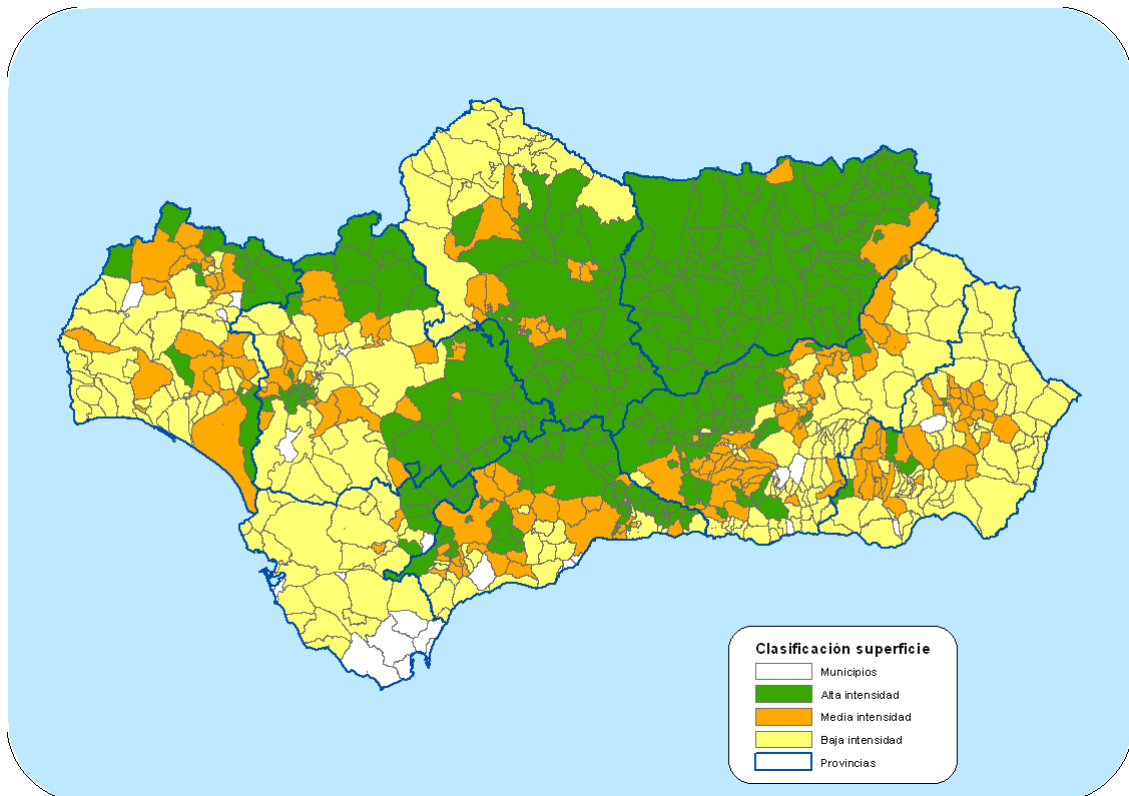 Clasificación superficie
Municipios
Alta intensidad
Media intensidad
Baja intensidad
Provincias